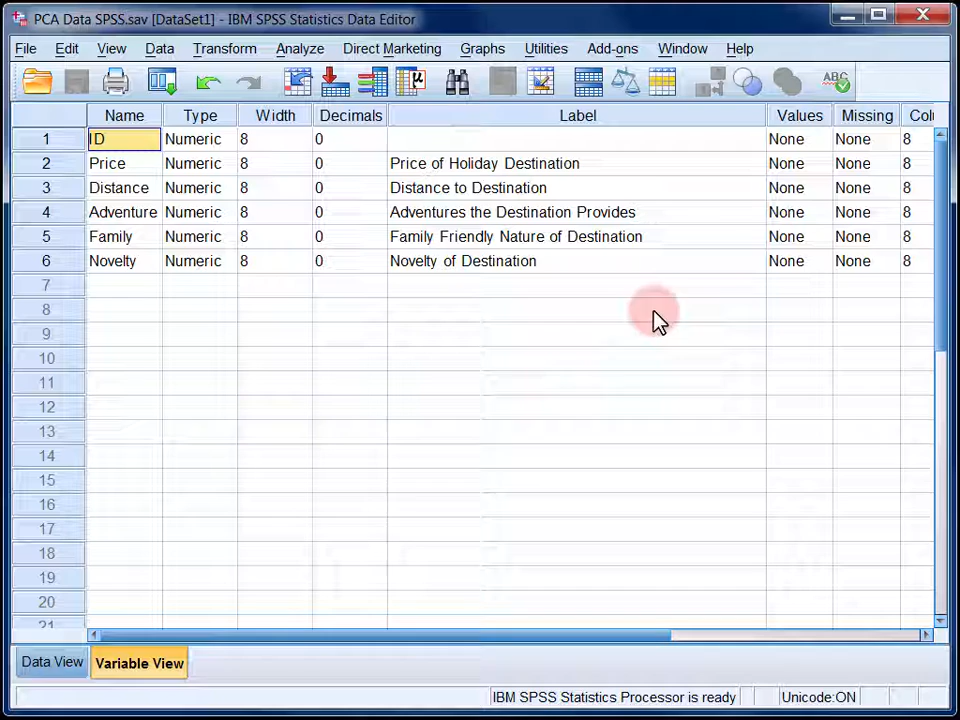 PCA Data SPSS.sav [DataSet1] - IBM SPSS Statistics Data Editor
File Edit View Data Transform Analyze Direct Marketing Graphs Utilities Add-ons Window Help
μ ABC
Name Type Width Decimals Label Values Missing Colu
1 ID Numeric 8 0 None None 8
2 Price Numeric 8 0 Price of Holiday Destination None None 8
3 Distance Numeric 8 0 Distance to Destination None None 8
4 Adventure Numeric 8 0 Adventures the Destination Provides None None 8
5 Family Numeric 8 0 Family Friendly Nature of Destination None None 8
6 Novelty Numeric 8 0 Novelty of Destination None None 8
7
8
9
10
11
12
13
14
15
16
17
18
19
20
21
Data View Variable View
IBM SPSS Statistics Processor is ready Unicode:ON